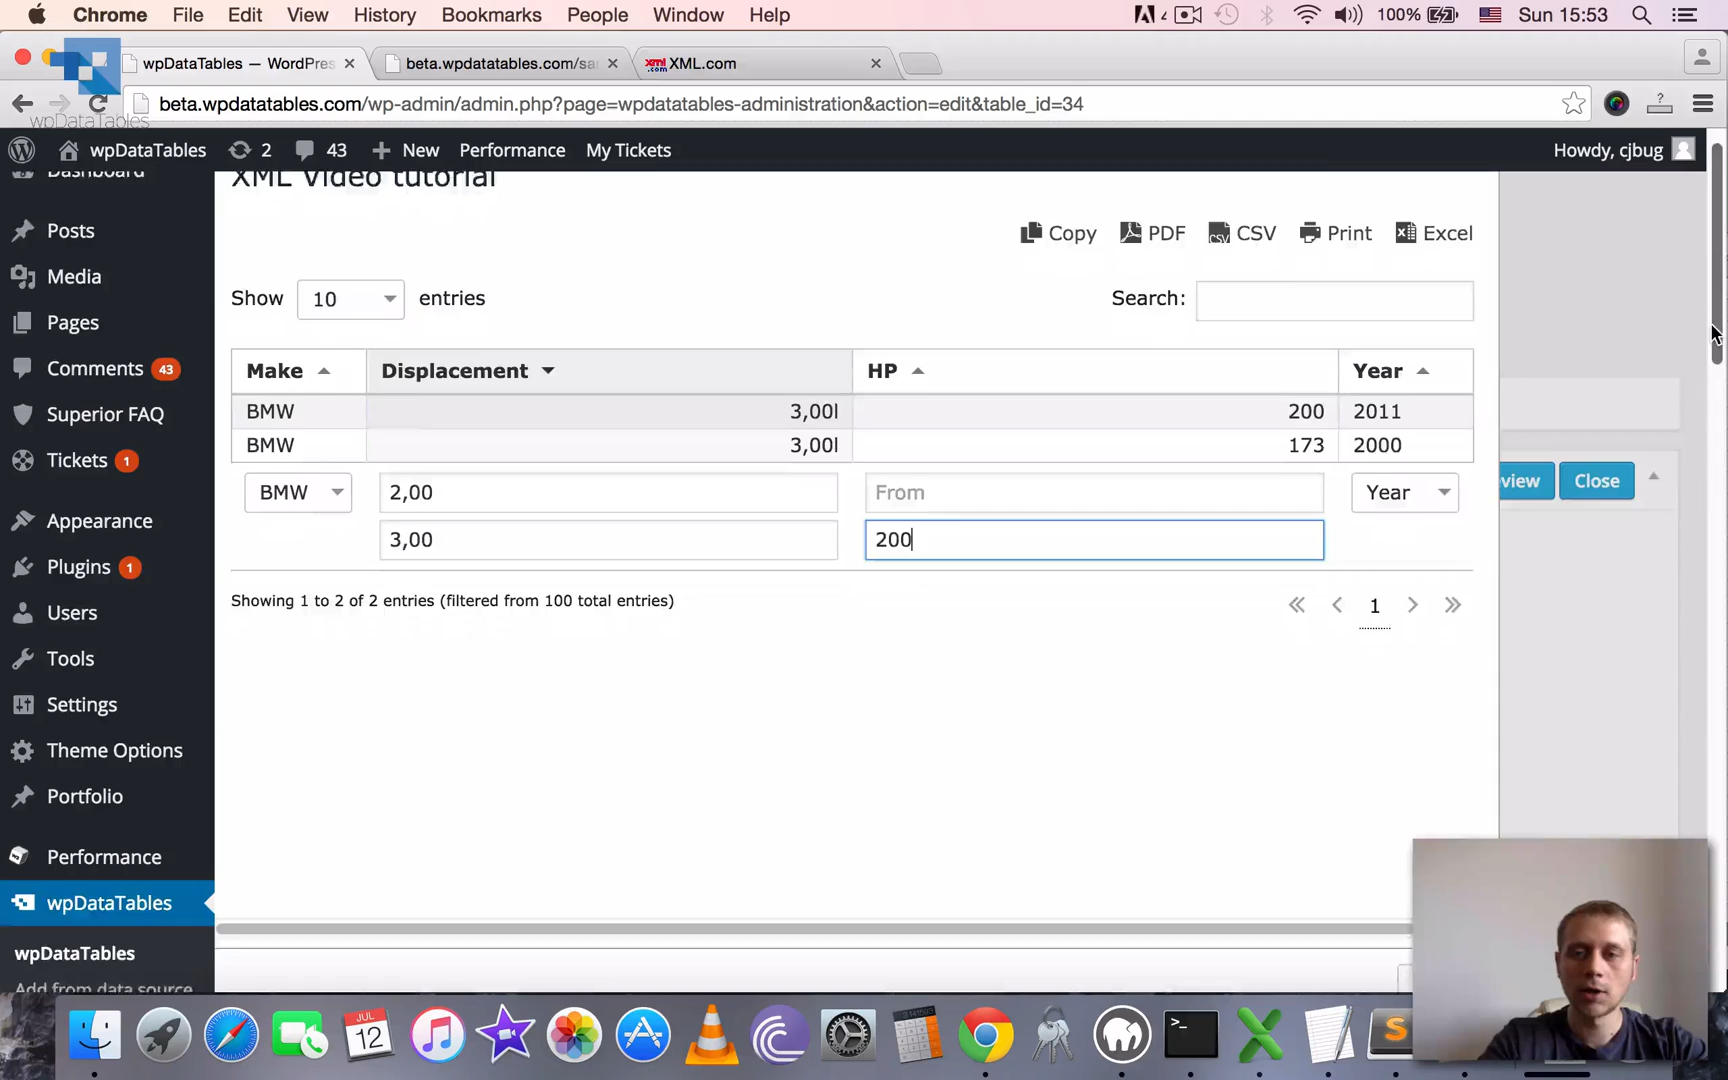 Chrome File Edit View History Bookmarks People Window Help 4 100% Sun 15:53
wpDataTables — WordPres beta.wpdatatables.com/sa XML.com
beta.wpdatatables.com/wp-admin/admin.php?page=wpdatatables-administration&action=edit&table_id=34
wpDataTables
wpDataTables 2 43 New Performance My Tickets Howdy, cjbug
Dashboard
XML Video tutorial
Posts
Copy PDF CSV Print Excel
Media
Show 10 entries Search:
Pages
Comments 43
Make Displacement HP Year
Superior FAQ
BMW 3,00l 200 2011
BMW 3,00l 173 2000
Tickets 1
BMW 2,00 From Year
view Close
Appearance
3,00 200
Plugins 1
Showing 1 to 2 of 2 entries (filtered from 100 total entries) 1
Users
Tools
Settings
Theme Options
Portfolio
Performance
wpDataTables
wpDataTables
Add from data source
JUL
12